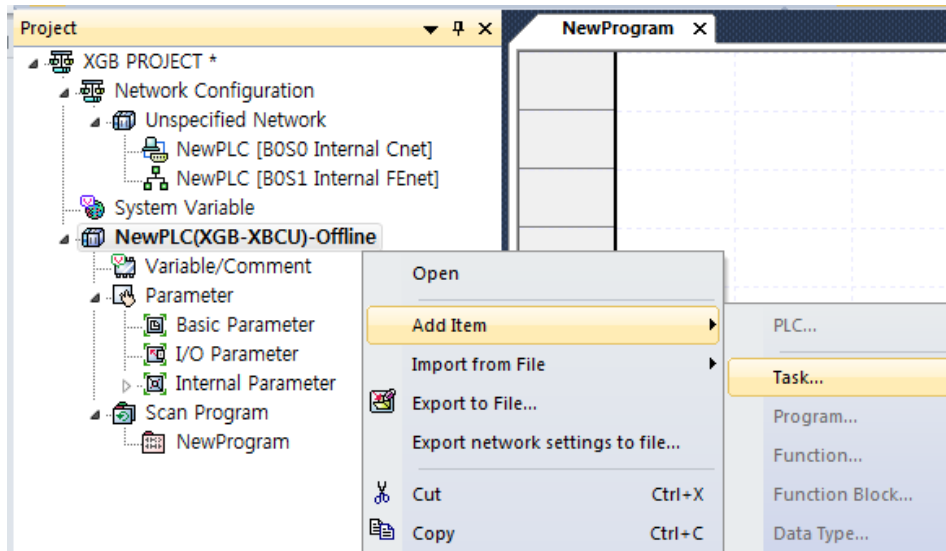 Project
NewProgram
XGB PROJECT *
Network Configuration
Unspecified Network
NewPLC [B0S0 Internal Cnet]
NewPLC [B0S1 Internal FEnet]
System Variable
NewPLC(XGB-XBCU)-Offline
Variable/Comment
Parameter
Basic Parameter
I/O Parameter
Internal Parameter
Scan Program
NewProgram
Open
Add Item
Import from File
Export to File...
Export network settings to file...
Cut Ctrl+X
Copy Ctrl+C
PLC...
Task...
Program...
Function...
Function Block...
Data Type...